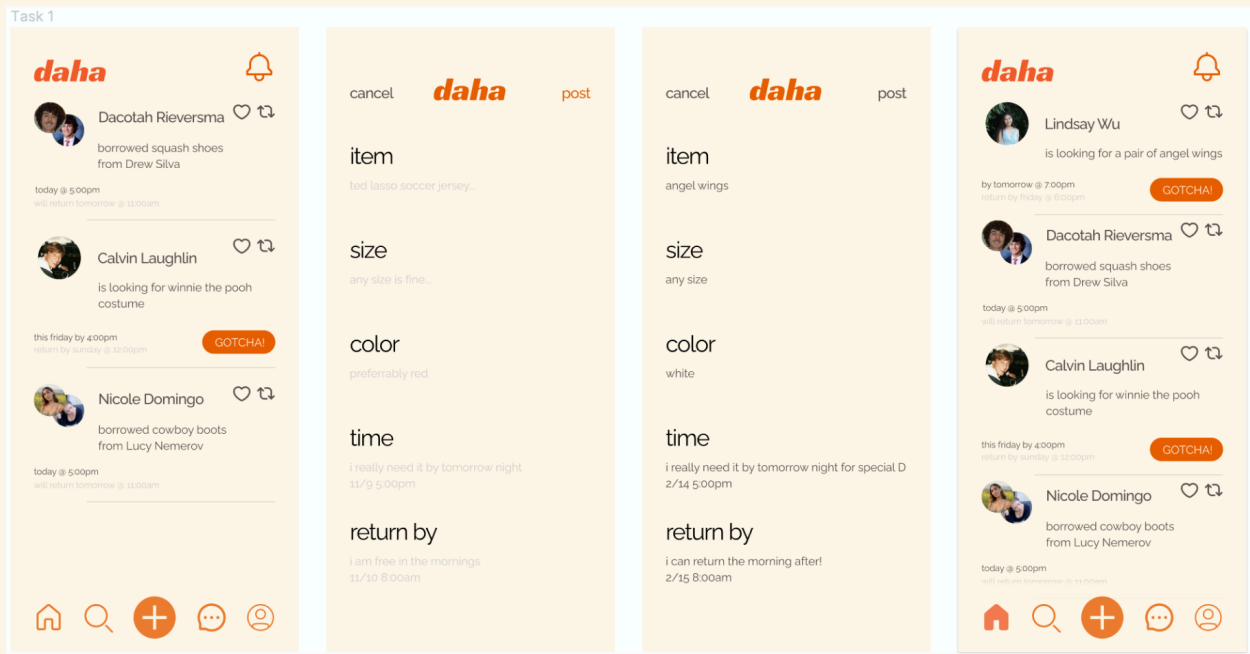 Task 1
daha
Dacotah Rieversma
borrowed squash shoes
from Drew Silva
today @ 5:00pm
will return tomorrow @ 11:00am
Calvin Laughlin
is looking for winnie the pooh
costume
this friday by 4:00pm
return by sunday @ 12:00pm
GOTCHA!
Nicole Domingo
borrowed cowboy boots
from Lucy Nemerov
today @ 5:00pm
will return tomorrow @ 11:00am
cancel
daha
post
item
ted lasso soccer jersey...
size
any size is fine...
color
preferrably red
time
i really need it by tomorrow night
11/9 5:00pm
return by
i am free in the mornings
11/10 8:00am
cancel
daha
post
item
angel wings
size
any size
color
white
time
i really need it by tomorrow night for special D
2/14 5:00pm
return by
i can return the morning after!
2/15 8:00am
daha
Lindsay Wu
is looking for a pair of angel wings
by tomorrow @ 7:00pm
return by friday @ 6:00pm
GOTCHA!
Dacotah Rieversma
borrowed squash shoes
from Drew Silva
today @ 5:00pm
will return tomorrow @ 11:00am
Calvin Laughlin
is looking for winnie the pooh
costume
this friday by 4:00pm
return by sunday @ 12:00pm
GOTCHA!
Nicole Domingo
borrowed cowboy boots
from Lucy Nemerov
today @ 5:00pm
will return tomorrow @ 11:00am